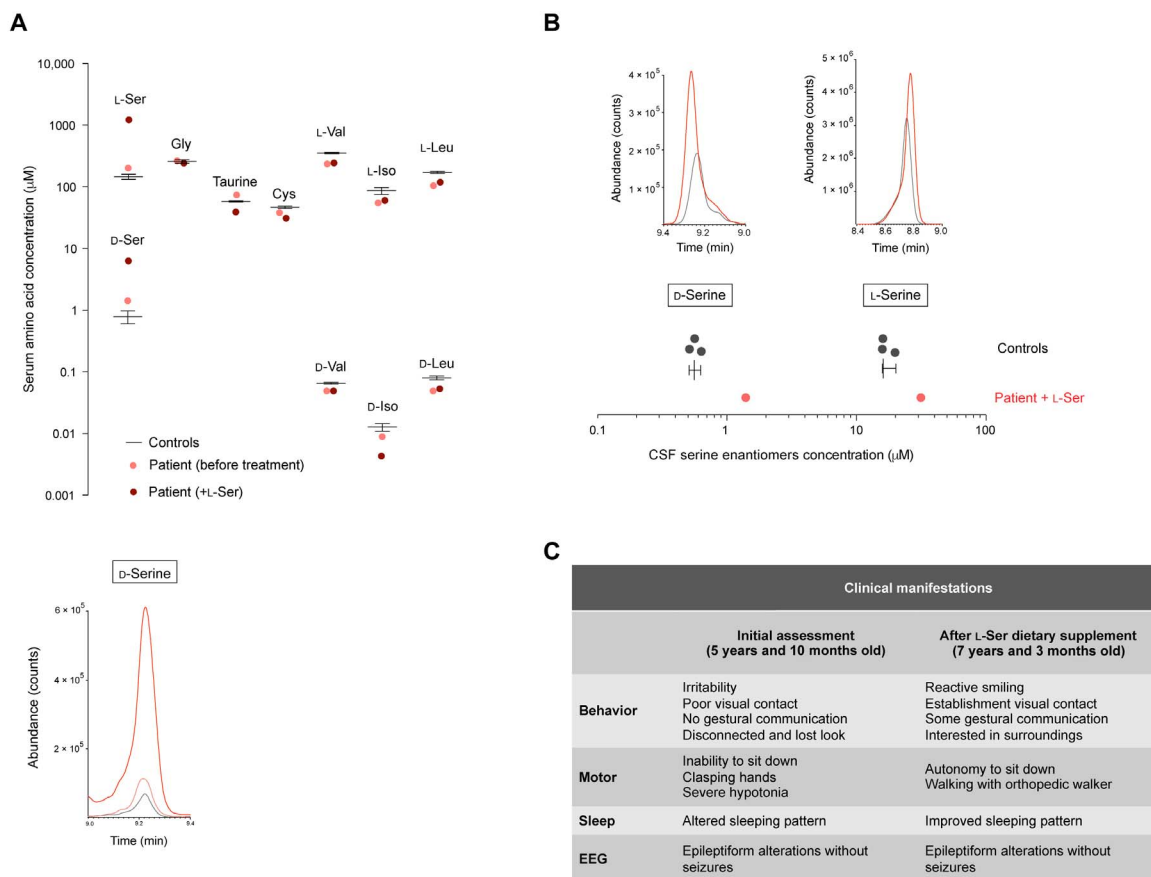 A
Serum amino acid concentration (μM)
10,000
1000
100
10
1
0.1
0.01
0.001
L-Ser
Gly
Taurine
Cys
L-Val
L-Iso
L-Leu
D-Ser
D-Val
D-Iso
D-Leu
Controls
Patient (before treatment)
Patient (+L-Ser)
D-Serine
Abundance (counts)
6 × 10⁵
4 × 10⁵
2 × 10⁵
9.0 9.2 9.4
Time (min)
B
Abundance (counts)
4 × 10⁵
3 × 10⁵
2 × 10⁵
1 × 10⁵
9.4 9.2 9.0
Time (min)
Abundance (counts)
5 × 10⁶
4 × 10⁶
3 × 10⁶
2 × 10⁶
1 × 10⁶
8.4 8.6 8.8 9.0
Time (min)
D-Serine
L-Serine
Controls
Patient + L-Ser
0.1 1 10 100
CSF serine enantiomers concentration (μM)
C
Clinical manifestations
Initial assessment
(5 years and 10 months old)
After L-Ser dietary supplement
(7 years and 3 months old)
Behavior
Irritability
Poor visual contact
No gestural communication
Disconnected and lost look
Reactive smiling
Establishment visual contact
Some gestural communication
Interested in surroundings
Motor
Inability to sit down
Clasping hands
Severe hypotonia
Autonomy to sit down
Walking with orthopedic walker
Sleep
Altered sleeping pattern
Improved sleeping pattern
EEG
Epileptiform alterations without
seizures
Epileptiform alterations without
seizures